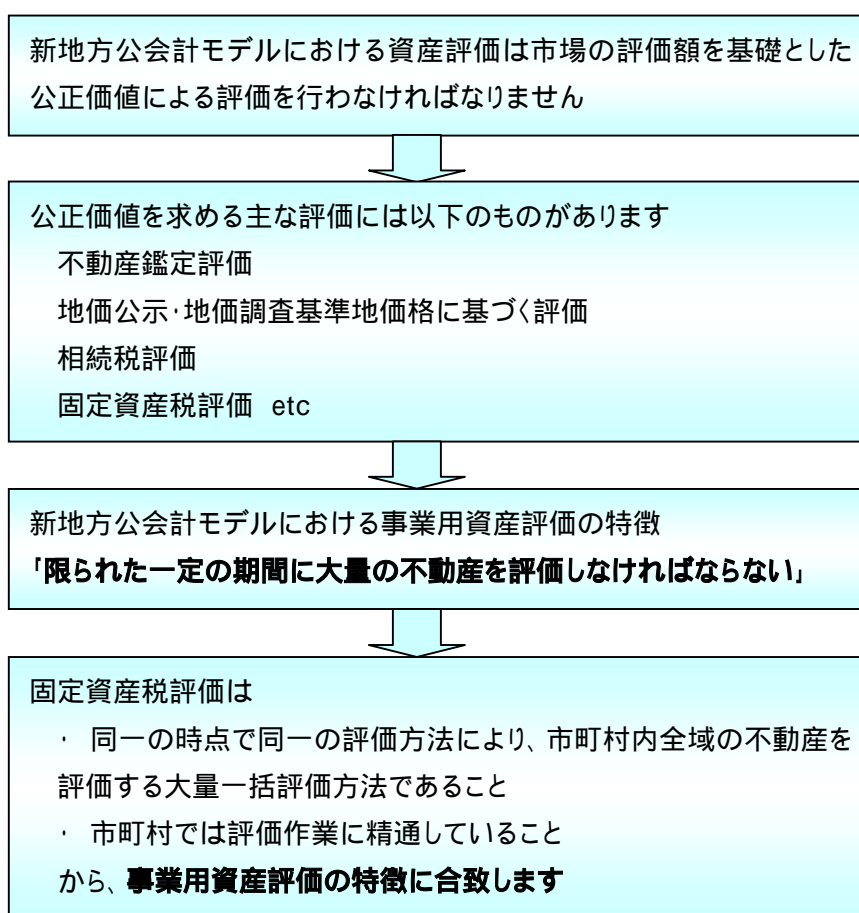 新地方公会計モデルにおける資産評価は市場の評価額を基礎とした
公正価値による評価を行わなければなりません
公正価値を求める主な評価には以下のものがあります
不動産鑑定評価
地価公示･地価調査基準地価格に基づく評価
相続税評価
固定資産税評価 etc
新地方公会計モデルにおける事業用資産評価の特徴
｢限られた一定の期間に大量の不動産を評価しなければならない｣
固定資産税評価は
･ 同一の時点で同一の評価方法により､市町村内全域の不動産を
評価する大量一括評価方法であること
･ 市町村では評価作業に精通していること
から､事業用資産評価の特徴に合致します